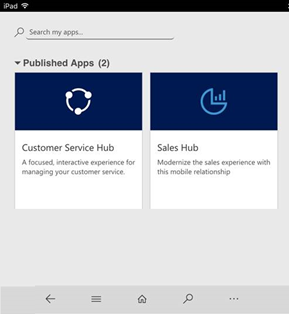 iPad
Search my apps...
Published Apps (2)
Customer Service Hub
A focused, interactive experience for
managing your customer service.
Sales Hub
Modernize the sales experience with
this mobile relationship